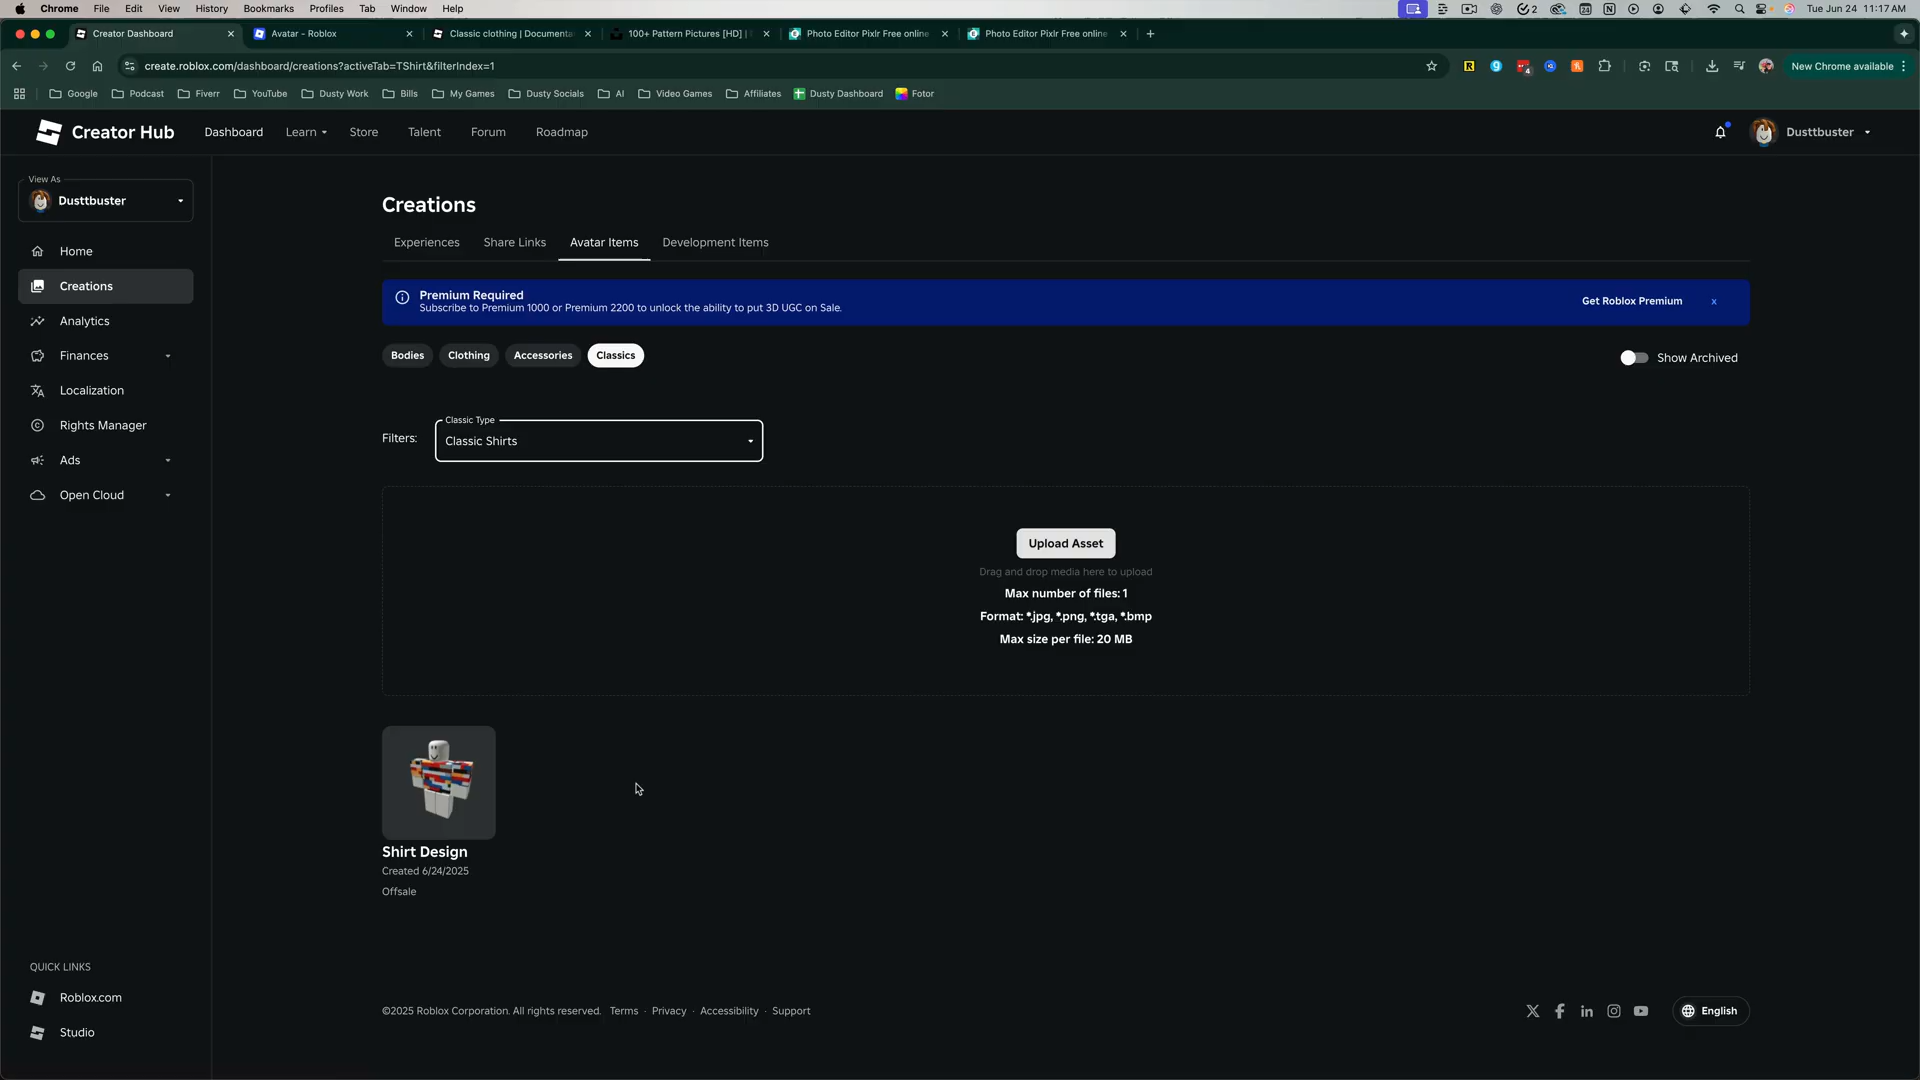 Chrome File Edit View History Bookmarks Profiles Tab Window Help 2 24 Tue Jun 24 11:17 AM
Creator Dashboard Avatar - Roblox Classic clothing | Documenta 100+ Pattern Pictures [HD] | Photo Editor Pixlr Free online Photo Editor Pixlr Free online
create.roblox.com/dashboard/creations?activeTab=TShirt&filterIndex=1 4 New Chrome available
Google Podcast Fiverr YouTube Dusty Work Bills My Games Dusty Socials AI Video Games Affiliates Dusty Dashboard Fotor
Creator Hub Dashboard Learn Store Talent Forum Roadmap Dusttbuster
View As
Dusttbuster
Home
Creations
Analytics
Finances
Localization
Rights Manager
Ads
Open Cloud
QUICK LINKS
Roblox.com
Studio
Creations
Experiences Share Links Avatar Items Development Items
Premium Required
Subscribe to Premium 1000 or Premium 2200 to unlock the ability to put 3D UGC on Sale.
Get Roblox Premium x
Bodies Clothing Accessories Classics
Show Archived
Filters:
Classic Type
Classic Shirts
Upload Asset
Drag and drop media here to upload
Max number of files: 1
Format: *.jpg, *.png, *.tga, *.bmp
Max size per file: 20 MB
Shirt Design
Created 6/24/2025
Offsale
©2025 Roblox Corporation. All rights reserved. Terms · Privacy · Accessibility · Support
English